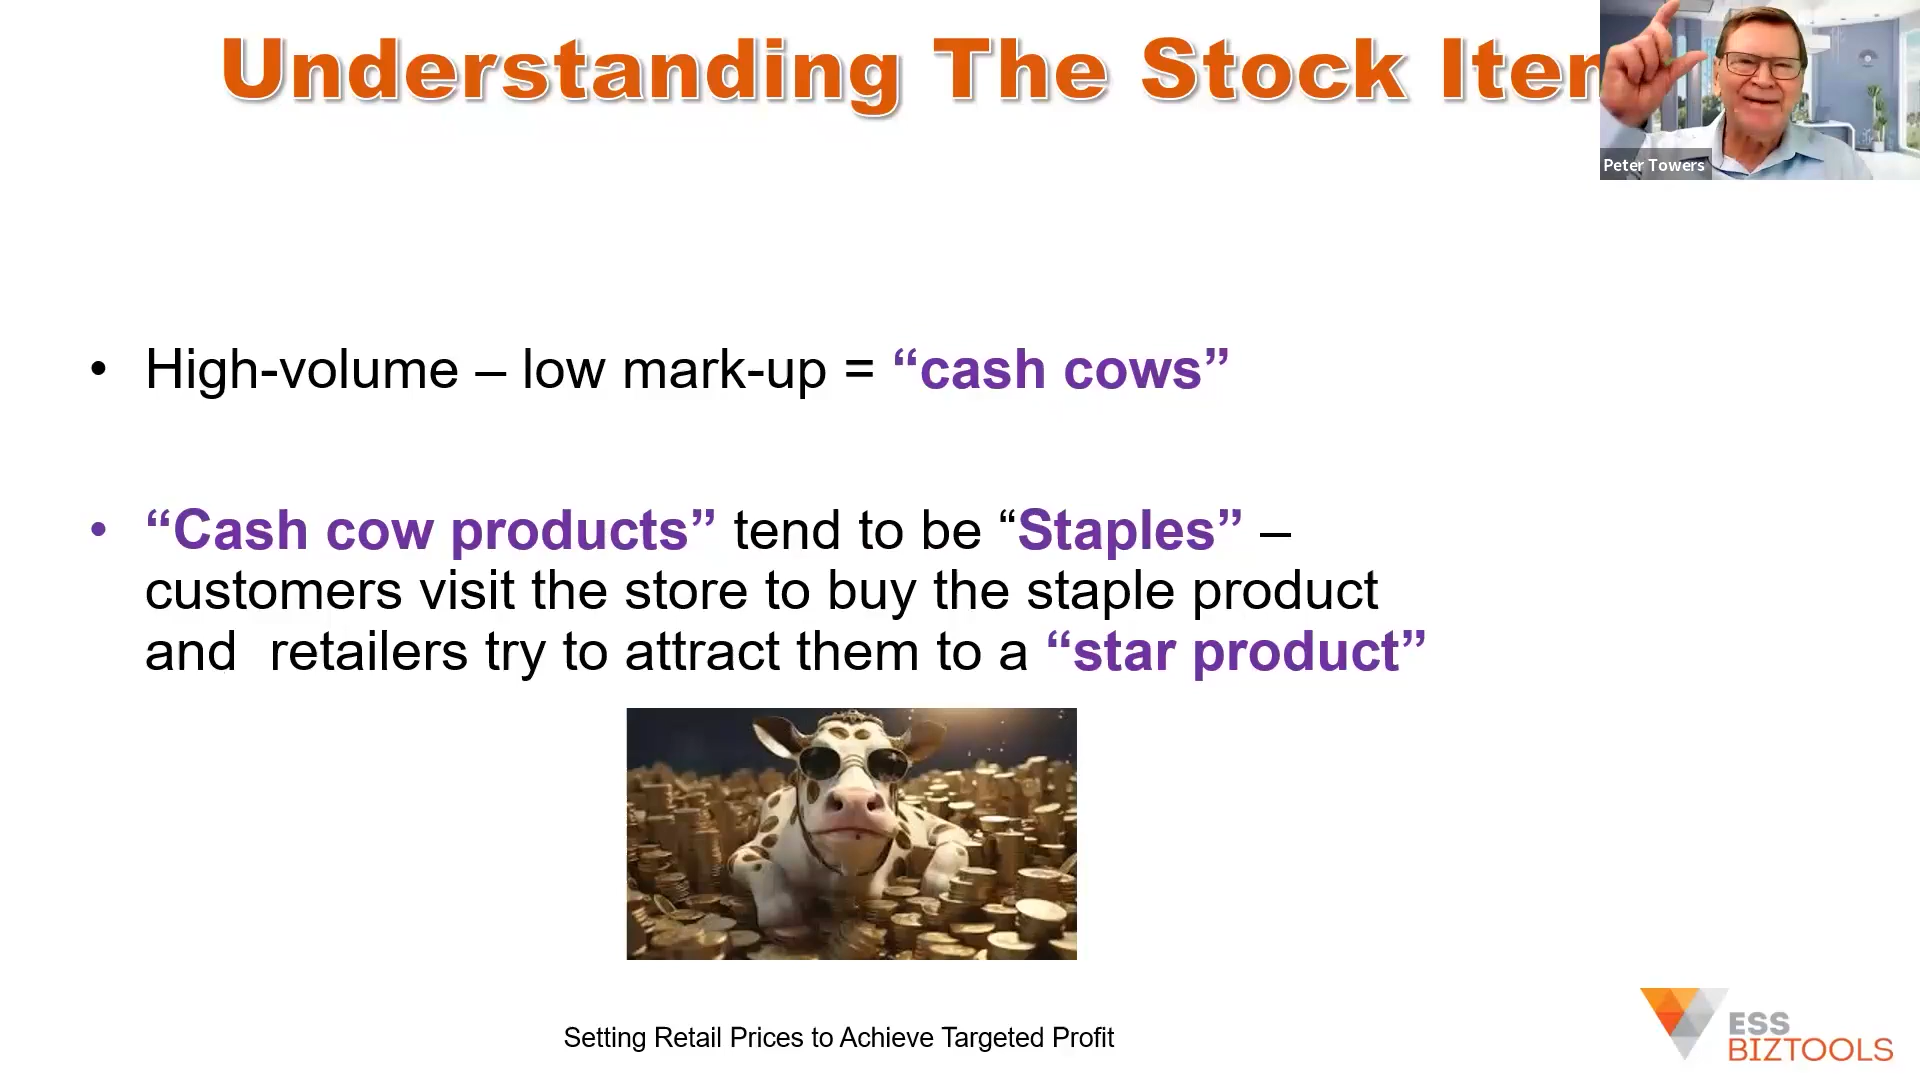 Understanding The Stock Iten
Peter Towers
• High-volume – low mark-up = “cash cows”
• “Cash cow products” tend to be “Staples” –
customers visit the store to buy the staple product
and  retailers try to attract them to a “star product”
Setting Retail Prices to Achieve Targeted Profit
ESS
BIZTOOLS